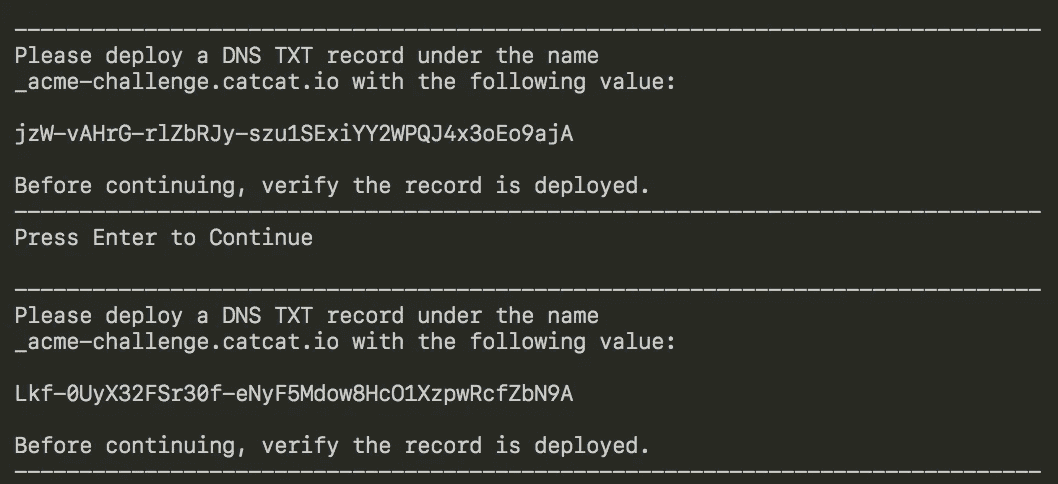 Please deploy a DNS TXT record under the name
_acme-challenge.catcat.io with the following value:
jzW-vAHrG-rlZbRJy-szu1SExiYY2WPQJ4x3oEo9ajA
Before continuing, verify the record is deployed.
Press Enter to Continue
Please deploy a DNS TXT record under the name
_acme-challenge.catcat.io with the following value:
Lkf-0UyX32FSr30f-eNyF5Mdow8HcO1XzpwRcfZbN9A
Before continuing, verify the record is deployed.